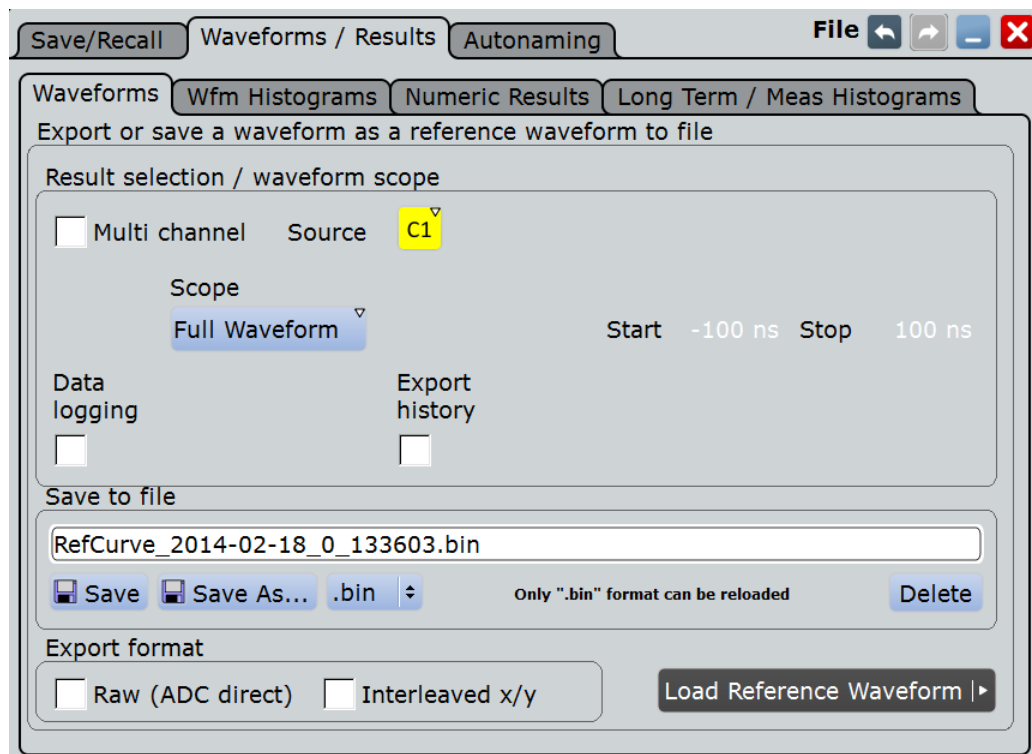 Save/Recall Waveforms / Results Autonaming File
Waveforms Wfm Histograms Numeric Results Long Term / Meas Histograms
Export or save a waveform as a reference waveform to file
Result selection / waveform scope
Multi channel Source C1
Scope
Full Waveform Start -100 ns Stop 100 ns
Data Export
logging history
Save to file
RefCurve_2014-02-18_0_133603.bin
Save Save As... .bin Only ".bin" format can be reloaded Delete
Export format
Raw (ADC direct) Interleaved x/y Load Reference Waveform